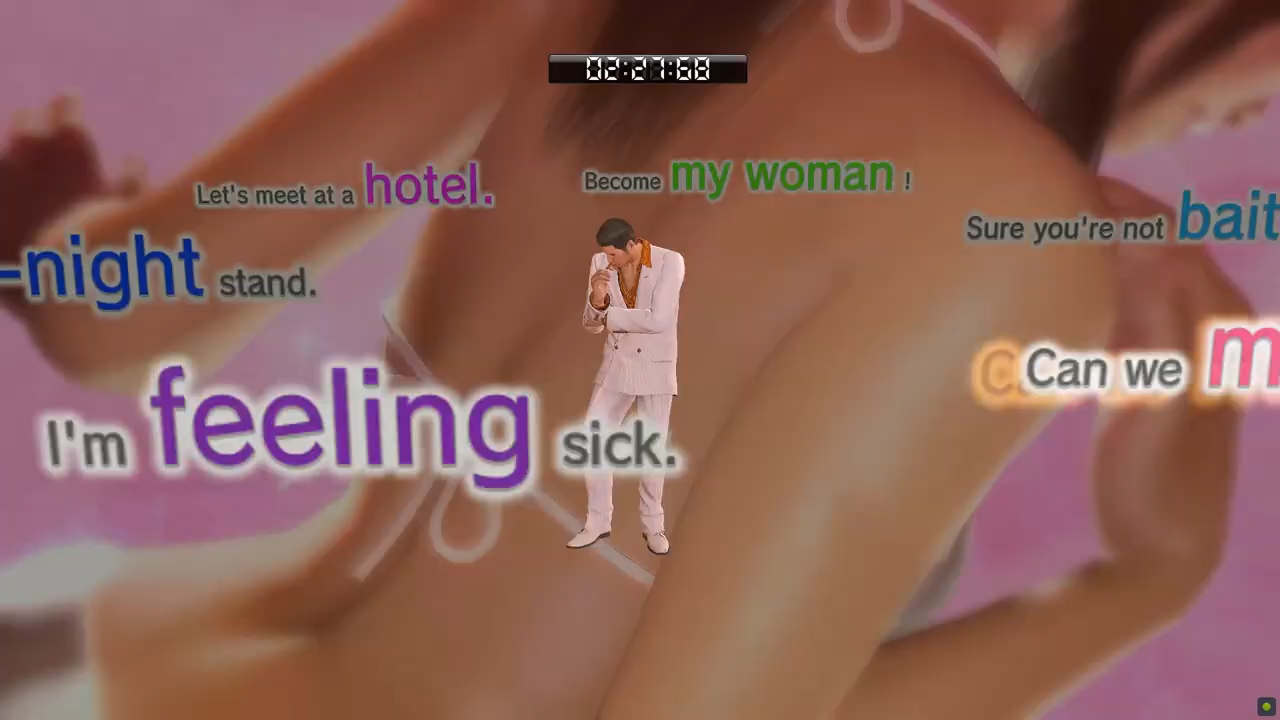 02:27:68
Let's meet at a hotel.
Become my woman !
Sure you're not bait
-night stand.
Can we m
I'm feeling sick.